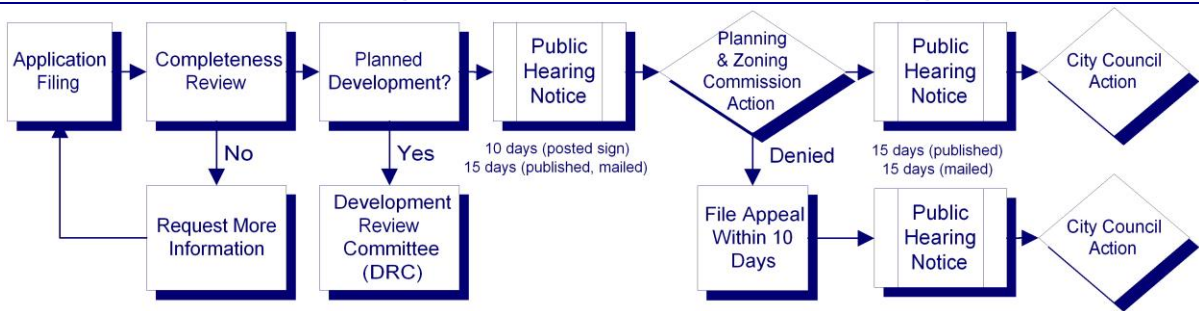 Application
Filing
Completeness
Review
Planned
Development?
Public
Hearing
Notice
Planning
& Zoning
Commission
Action
Public
Hearing
Notice
City Council
Action
No
Yes
10 days (posted sign)
15 days (published, mailed)
Denied
15 days (published)
15 days (mailed)
Request More
Information
Development
Review
Committee
(DRC)
File Appeal
Within 10
Days
Public
Hearing
Notice
City Council
Action